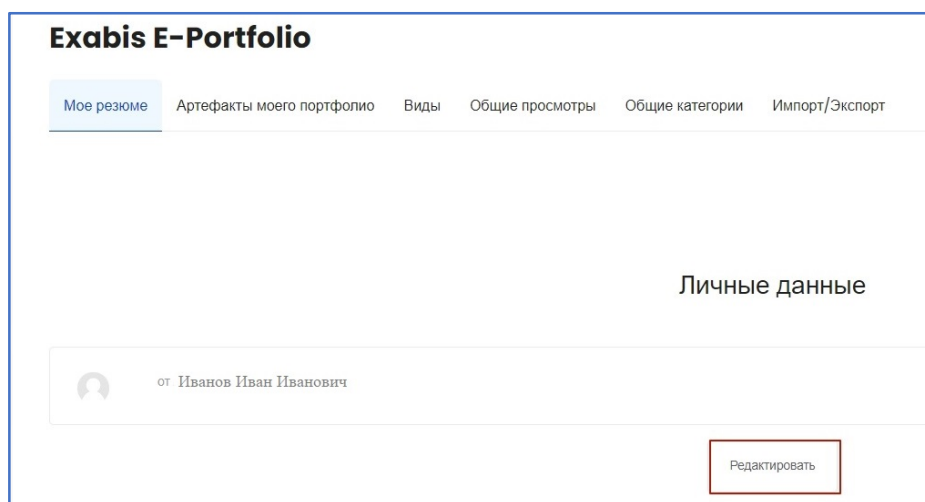 Exabis E-Portfolio
Мое резюме Артефакты моего портфолио Виды Общие просмотры Общие категории Импорт/Экспорт
Личные данные
от Иванов Иван Иванович
Редактировать